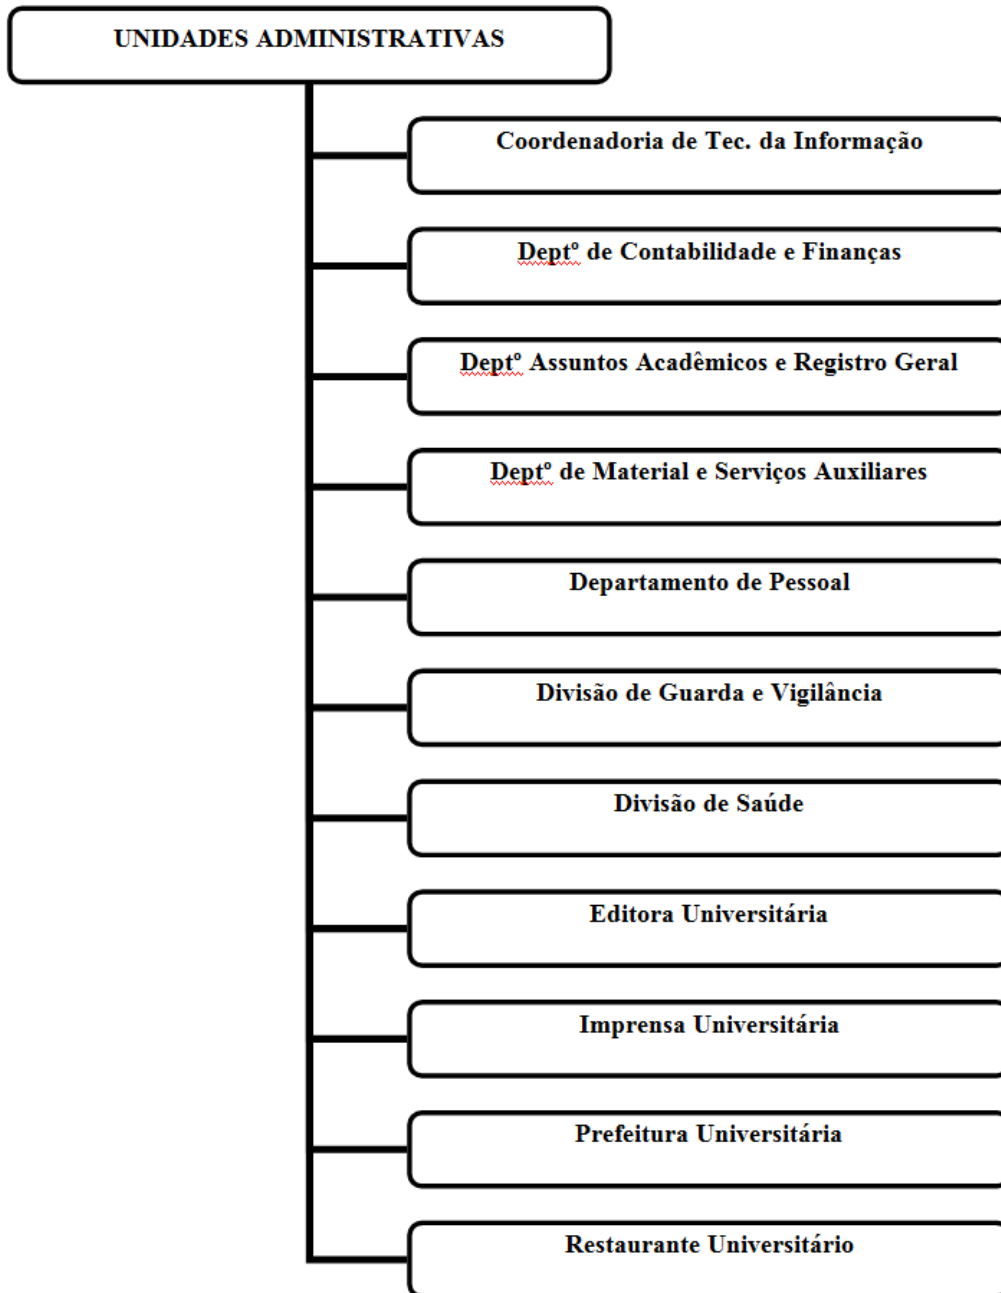 UNIDADES ADMINISTRATIVAS
Coordenadoria de Tec. da Informação
Deptº de Contabilidade e Finanças
Deptº Assuntos Acadêmicos e Registro Geral
Deptº de Material e Serviços Auxiliares
Departamento de Pessoal
Divisão de Guarda e Vigilância
Divisão de Saúde
Editora Universitária
Imprensa Universitária
Prefeitura Universitária
Restaurante Universitário